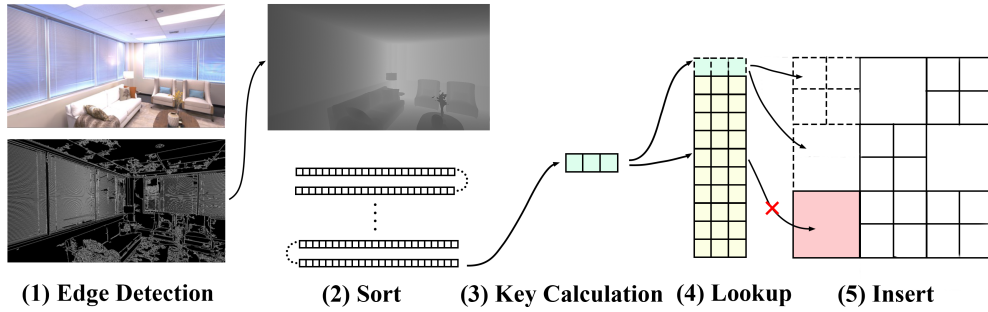 (1) Edge Detection
(2) Sort
(3) Key Calculation
(4) Lookup
(5) Insert